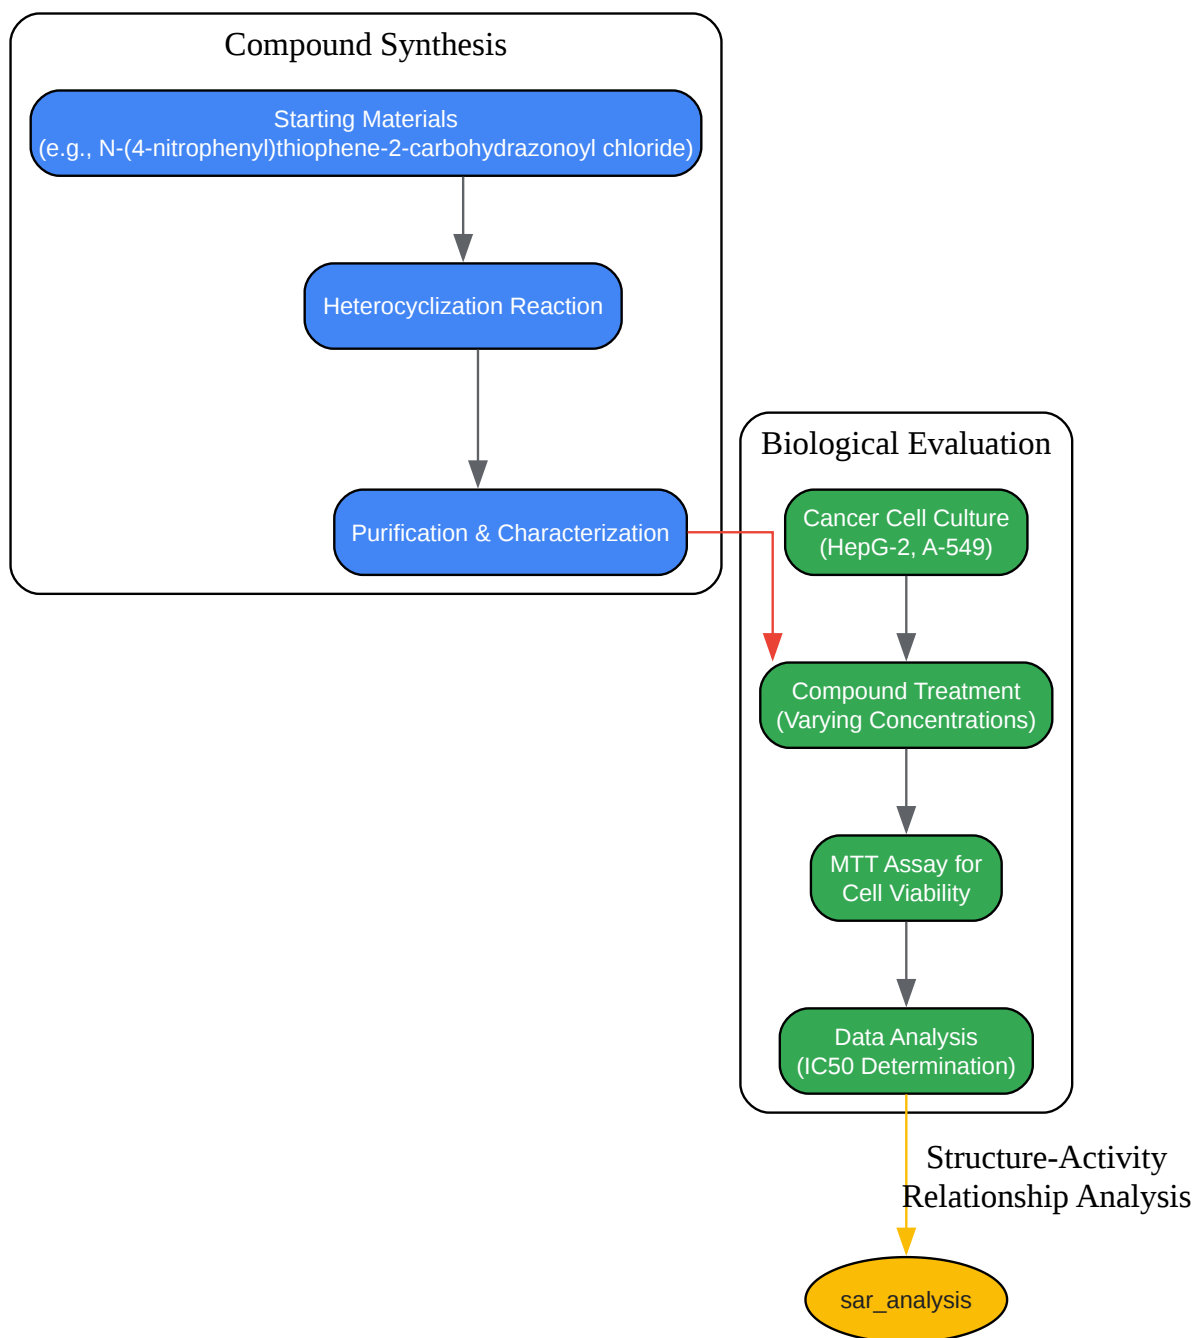 Compound Synthesis
Starting Materials
(e.g., N-(4-nitrophenyl)thiophene-2-carbohydrazonoyl chloride)
Heterocyclization Reaction
Purification & Characterization
Biological Evaluation
Cancer Cell Culture
(HepG-2, A-549)
Compound Treatment
(Varying Concentrations)
MTT Assay for
Cell Viability
Data Analysis
(IC50 Determination)
Structure-Activity
Relationship Analysis
sar_analysis